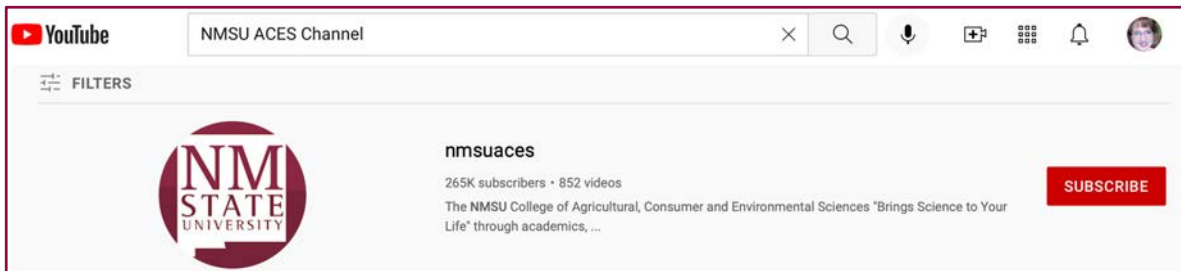 YouTube
NMSU ACES Channel
FILTERS
NM
STATE
UNIVERSITY
nmsuaces
265K subscribers • 852 videos
The NMSU College of Agricultural, Consumer and Environmental Sciences "Brings Science to Your
Life" through academics, ...
SUBSCRIBE